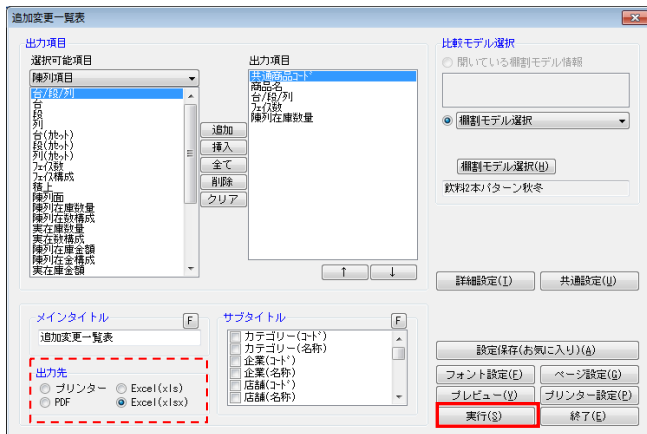 追加変更一覧表
出力項目
選択可能項目
陳列項目
台/段/列
台
段
列
台(ｶｾｯﾄ)
段(ｶｾｯﾄ)
列(ｶｾｯﾄ)
ﾌｪｲｽ数
ﾌｪｲｽ構成
積上
陳列面
陳列在庫数量
陳列在数構成
実在庫数量
実在数構成
陳列在庫金額
陳列在金構成
実在庫金額
追加
挿入
全て
削除
クリア
出力項目
共通商品ｺｰﾄﾞ
商品名
台/段/列
ﾌｪｲｽ数
陳列在庫数量
↑
↓
比較モデル選択
開いている棚割モデル情報
棚割モデル選択
棚割モデル選択(H)
飲料2本パターン秋冬
詳細設定(I)
共通設定(U)
メインタイトル
F
追加変更一覧表
出力先
プリンター
Excel(xls)
PDF
Excel(xlsx)
サブタイトル
F
カテゴリー(ｺｰﾄﾞ)
カテゴリー(名称)
企業(ｺｰﾄﾞ)
企業(名称)
店舗(ｺｰﾄﾞ)
店舗(名称)
設定保存(お気に入り)(A)
フォント設定(F)
ページ設定(G)
プレビュー(V)
プリンター設定(P)
実行(S)
終了(E)